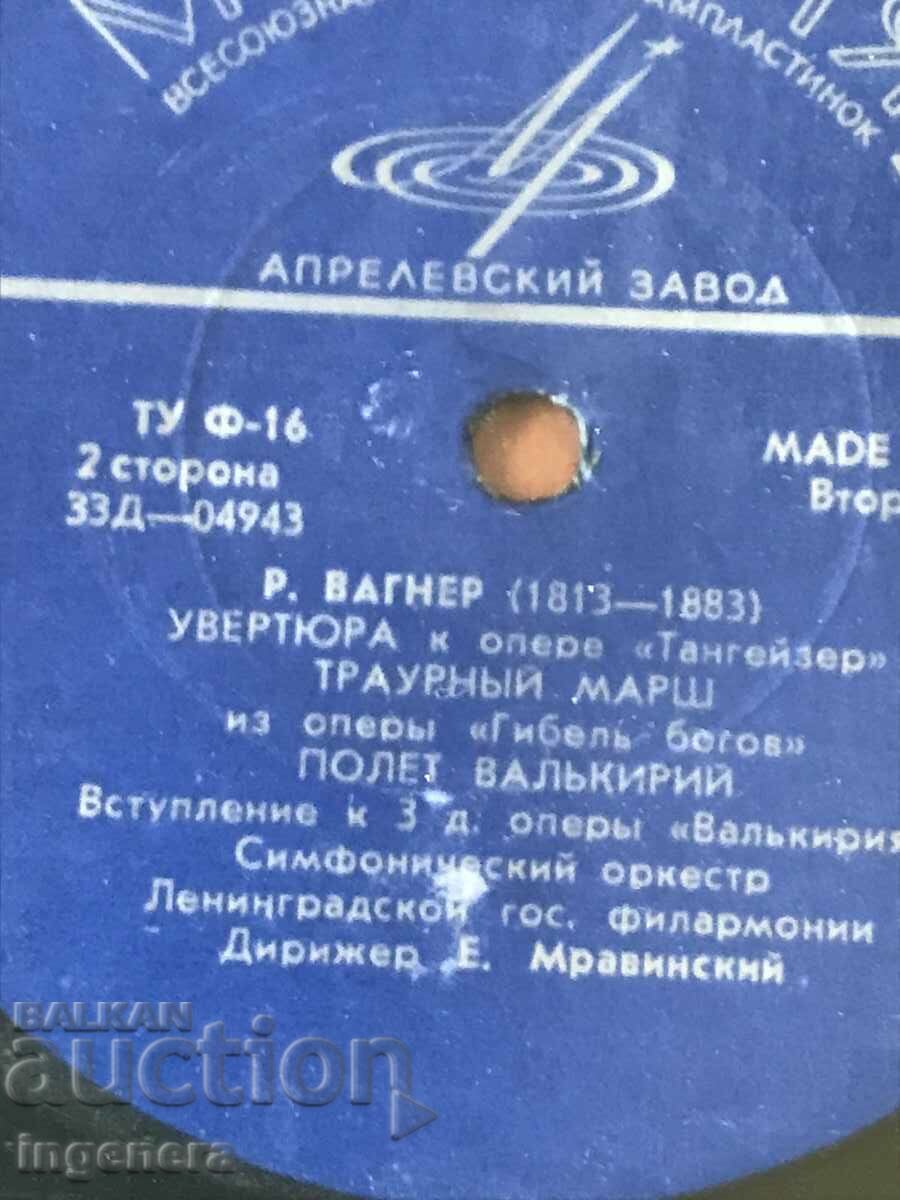 ВСЕСОЮЗНА
АМПЛАСТИНОК
АПРЕЛЕВСКИЙ ЗАВОД
ТУ Ф-16
2 сторона
33Д—04943
MADE
Втор
Р. ВАГНЕР (1813—1883)
УВЕРТЮРА к опере «Тангейзер»
ТРАУРНЫЙ МАРШ
из оперы «Гибель богов»
ПОЛЕТ ВАЛЬКИРИЙ
Вступление к 3 д. оперы «Валькирия
Симфонический оркестр
Ленинградской гос. филармонии
Дирижер Е. Мравинский
BALKAN
auction
ingenera